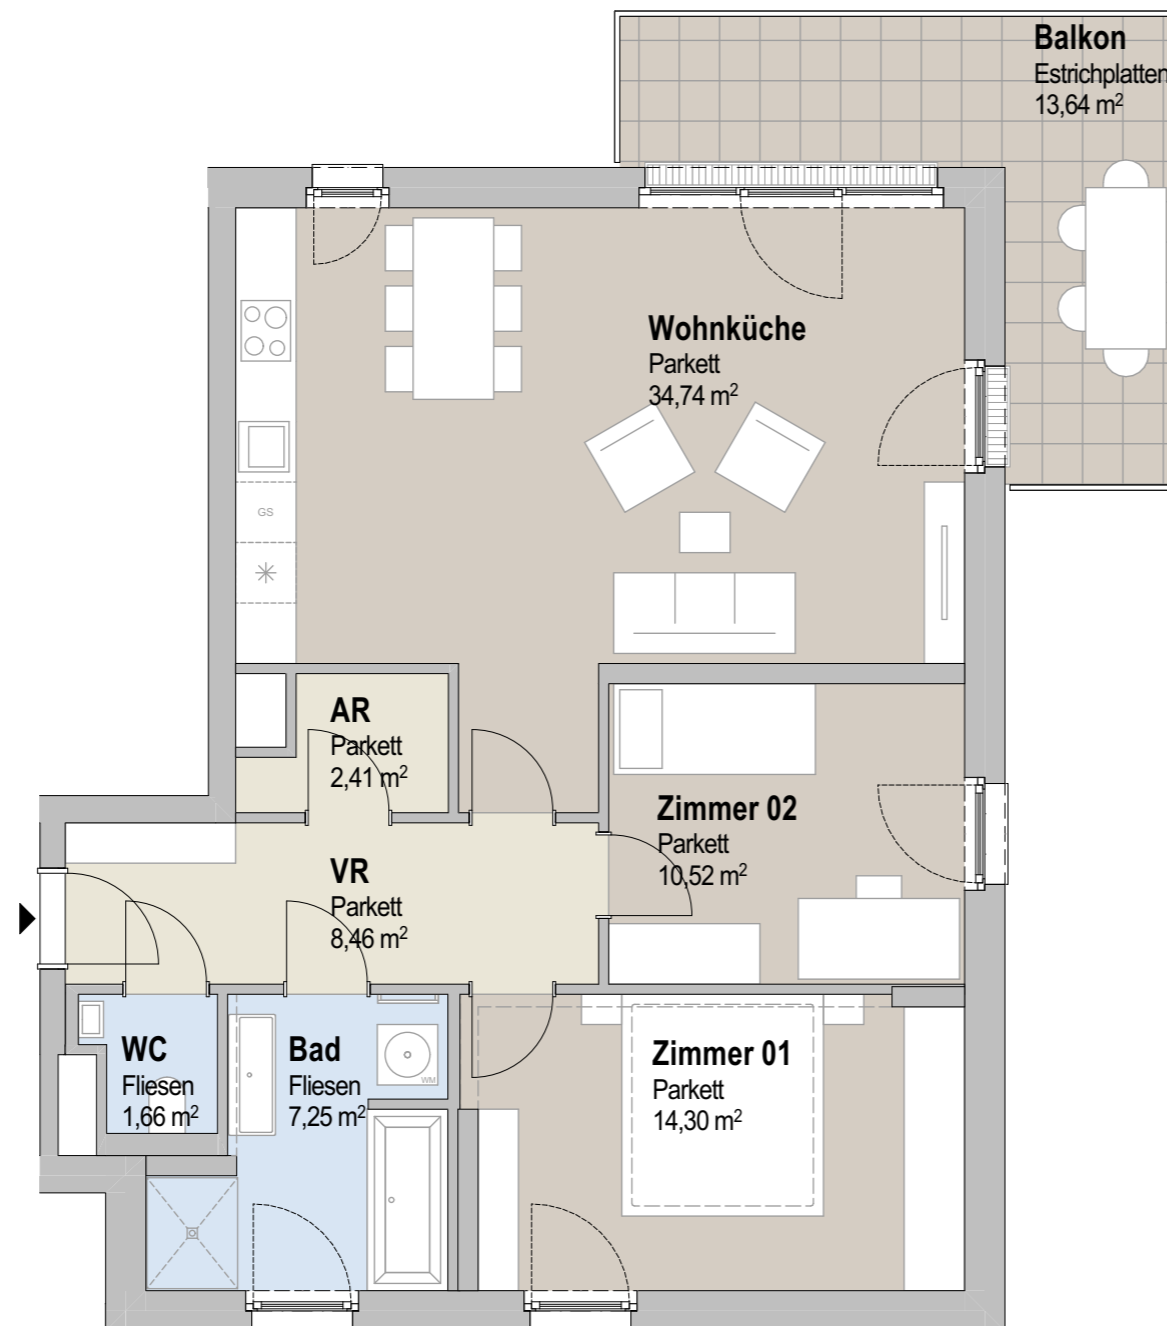 Balkon
Estrichplatten
13,64 m²
Wohnküche
Parkett
34,74 m²
GS
AR
Parkett
2,41 m²
Zimmer 02
Parkett
10,52 m²
VR
Parkett
8,46 m²
WC
Fliesen
1,66 m²
Bad
Fliesen
7,25 m²
WM
Zimmer 01
Parkett
14,30 m²